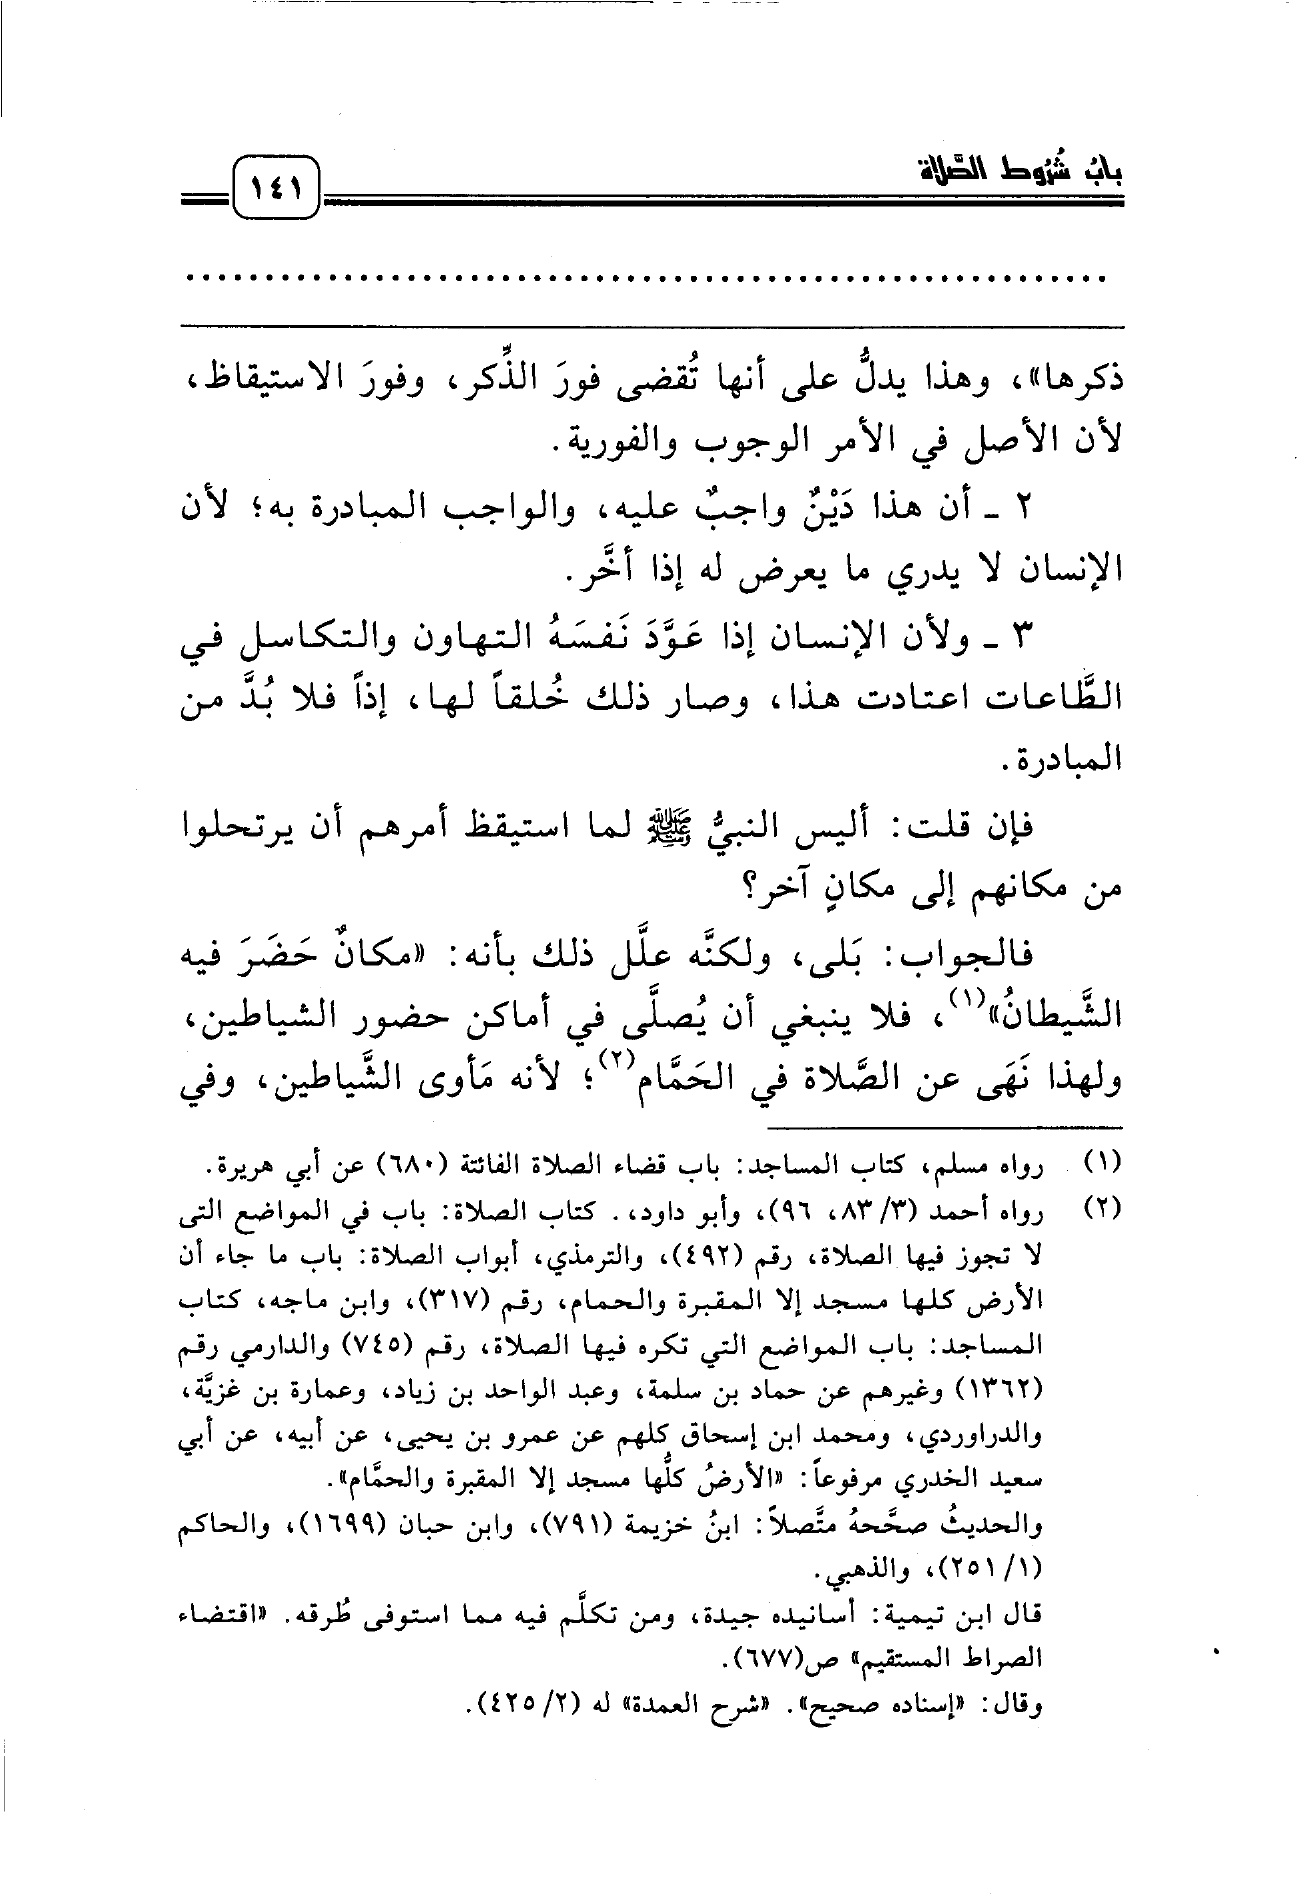 بابُ شُرُوط الصَّلاة
١٤١
ذكرها»، وهذا يدلُّ على أنها تُقضى فورَ الذِّكر، وفورَ الاستيقاظ،
لأن الأصل في الأمر الوجوب والفورية.
٢ ـ أن هذا دَيْنٌ واجبٌ عليه، والواجب المبادرة به؛ لأن
الإنسان لا يدري ما يعرض له إذا أخَّر.
٣ ـ ولأن الإنسان إذا عَوَّدَ نَفسَهُ التهاون والتكاسل في
الطَّاعات اعتادت هذا، وصار ذلك خُلقاً لها، إذاً فلا بُدَّ من
المبادرة.
فإن قلت: أليس النبيُّ ﷺ لما استيقظ أمرهم أن يرتحلوا
من مكانهم إلى مكانٍ آخر؟
فالجواب: بَلى، ولكنَّه علَّل ذلك بأنه: «مكانٌ حَضَرَ فيه
الشَّيطانُ»(١)، فلا ينبغي أن يُصلَّى في أماكن حضور الشياطين،
ولهذا نَهَى عن الصَّلاة في الحَمَّام(٢)؛ لأنه مَأوى الشَّياطين، وفي
(١) رواه مسلم، كتاب المساجد: باب قضاء الصلاة الفائتة (٦٨٠) عن أبي هريرة.
(٢) رواه أحمد (٣/ ٨٣، ٩٦)، وأبو داود،. كتاب الصلاة: باب في المواضع التى
لا تجوز فيها الصلاة، رقم (٤٩٢)، والترمذي، أبواب الصلاة: باب ما جاء أن
الأرض كلها مسجد إلا المقبرة والحمام، رقم (٣١٧)، وابن ماجه، كتاب
المساجد: باب المواضع التي تكره فيها الصلاة، رقم (٧٤٥) والدارمي رقم
(١٣٦٢) وغيرهم عن حماد بن سلمة، وعبد الواحد بن زياد، وعمارة بن غزيَّة،
والدراوردي، ومحمد ابن إسحاق كلهم عن عمرو بن يحيى، عن أبيه، عن أبي
سعيد الخدري مرفوعاً: «الأرضُ كلُّها مسجد إلا المقبرة والحمَّام».
والحديثُ صحَّحهُ متَّصلاً: ابنُ خزيمة (٧٩١)، وابن حبان (١٦٩٩)، والحاكم
(١/ ٢٥١)، والذهبي.
قال ابن تيمية: أسانيده جيدة، ومن تكلَّم فيه مما استوفى طُرقه. «اقتضاء
الصراط المستقيم» ص(٦٧٧).
وقال: «إسناده صحيح». «شرح العمدة» له (٢/ ٤٢٥).